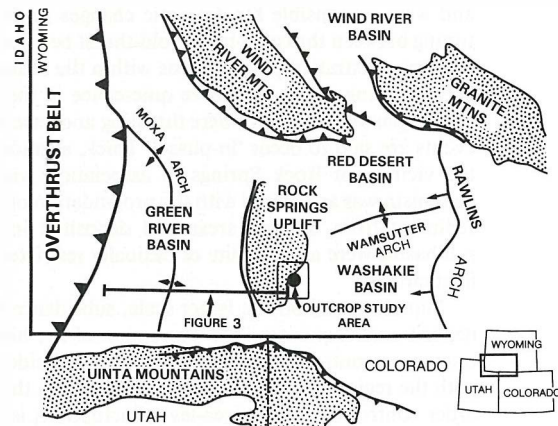 IDAHO
WYOMING
WIND RIVER
BASIN
WIND
RIVER MTS
GRANITE
MTNS
OVERTHRUST BELT
MOXA
ARCH
RED DESERT
BASIN
RAWLINS
ARCH
ROCK
SPRINGS
UPLIFT
GREEN
RIVER
BASIN
WAMSUTTER
ARCH
WASHAKIE
BASIN
FIGURE 3
OUTCROP STUDY
AREA
UINTA MOUNTAINS
COLORADO
UTAH
WYOMING
UTAH
COLORADO